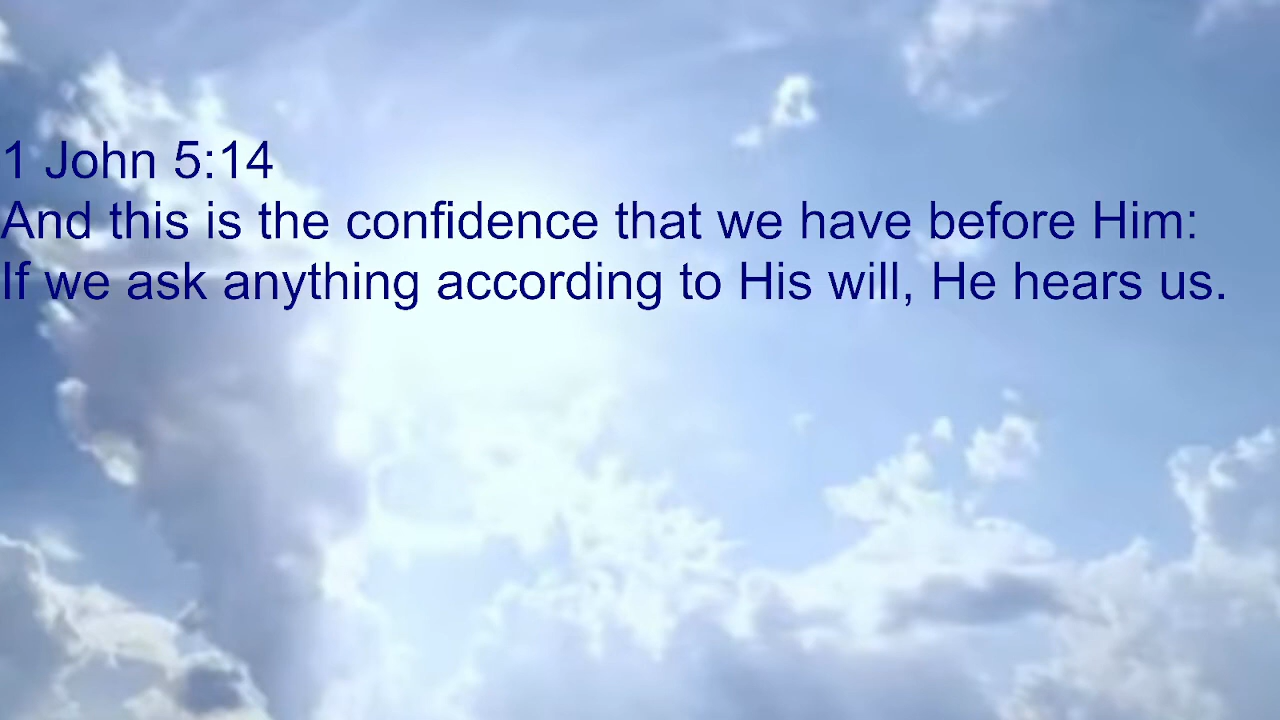 1 John 5:14
And this is the confidence that we have before Him:
If we ask anything according to His will, He hears us.